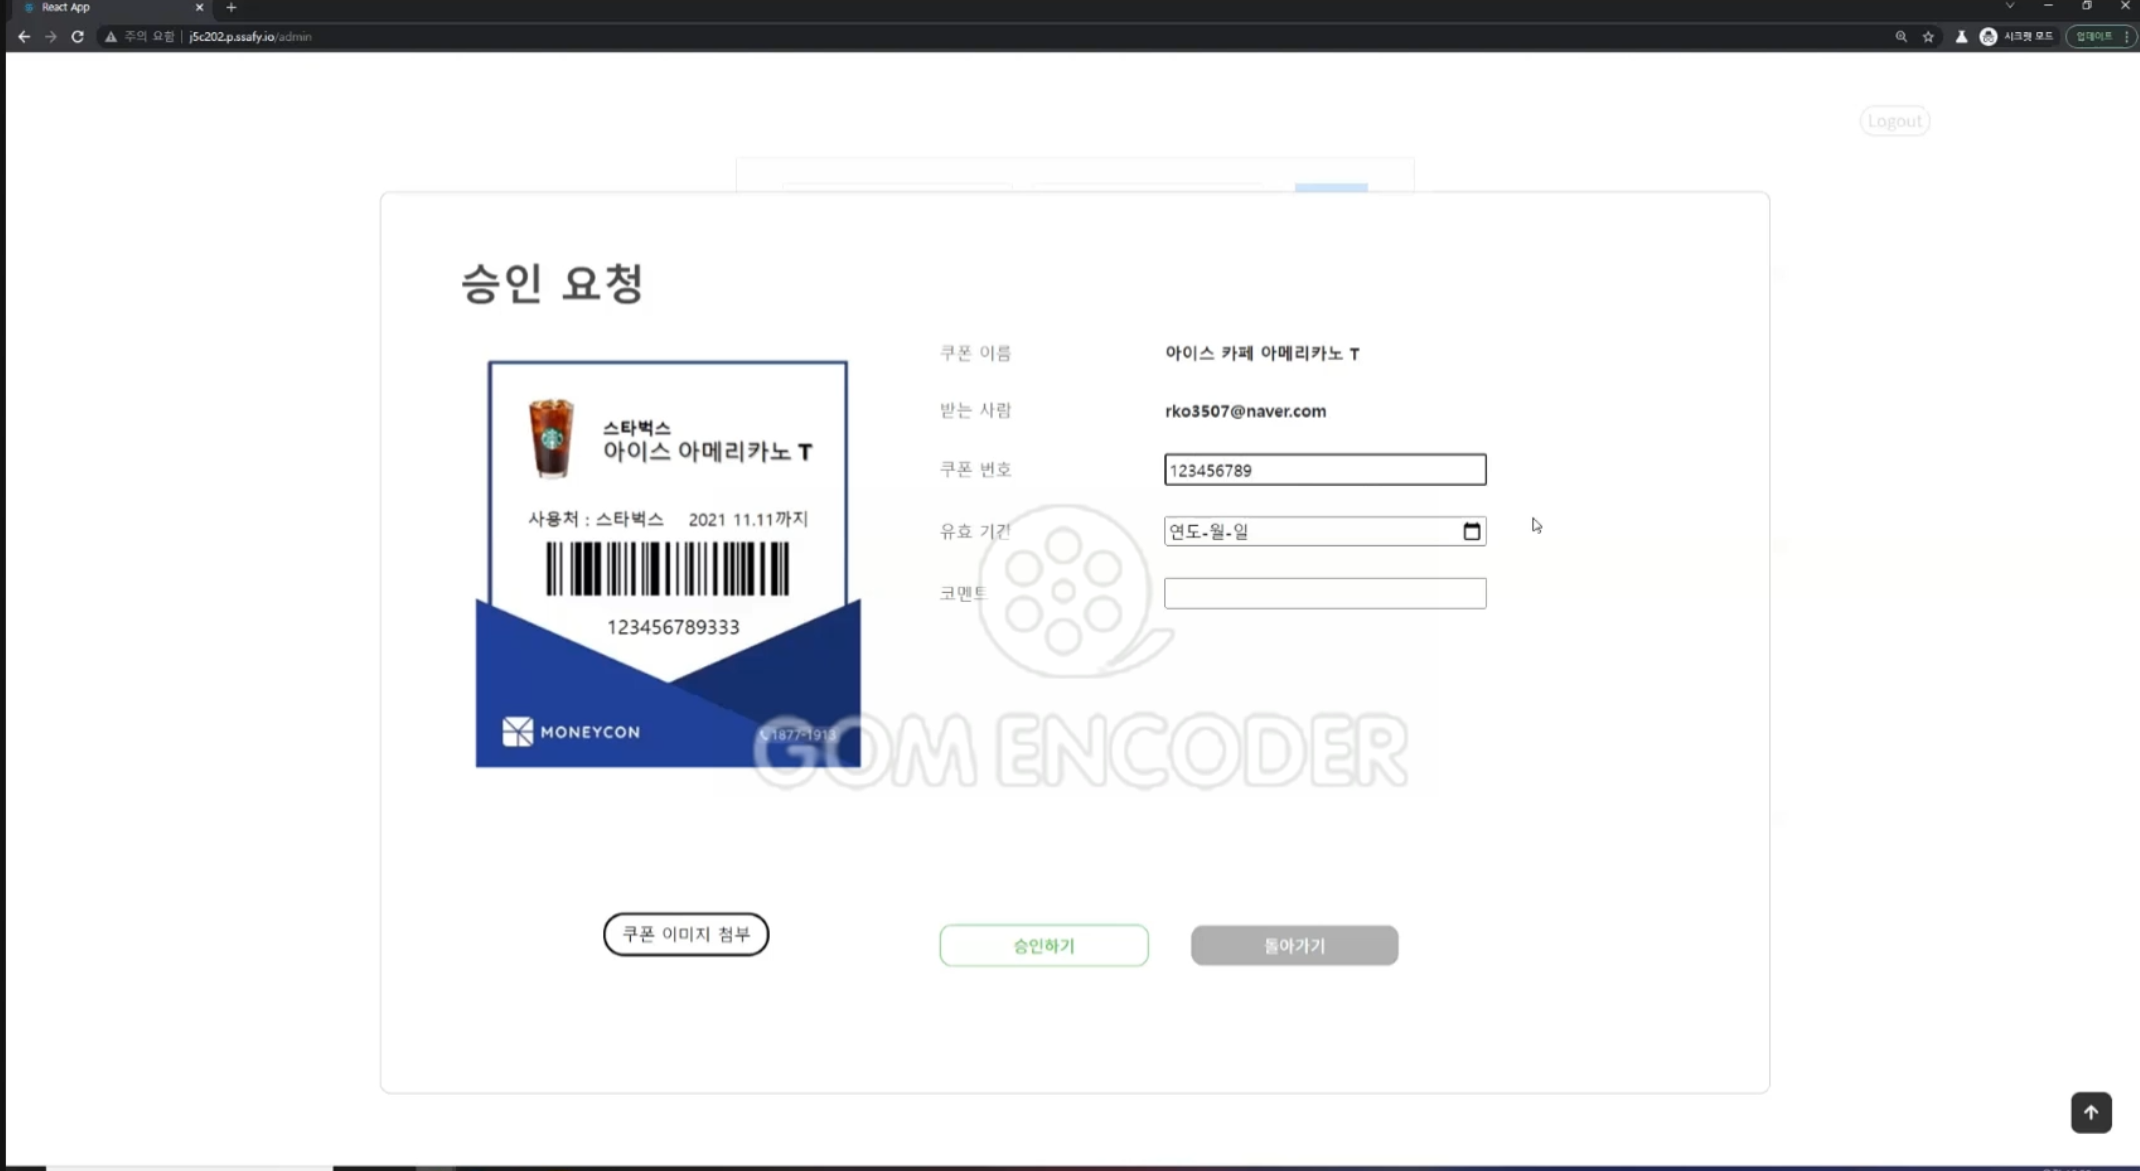 React App
주의 요함 | j5c202.p.ssafy.io/admin
시크릿 모드
업데이트
Logout
승인 요청
스타벅스
아이스 아메리카노 T
사용처 : 스타벅스 2021 11.11까지
123456789333
MONEYCON
1877-1913
쿠폰 이름 아이스 카페 아메리카노 T
받는 사람 rko3507@naver.com
쿠폰 번호 123456789
유효 기간 연도-월-일
코멘트
GOM ENCODER
쿠폰 이미지 첨부
승인하기
돌아가기